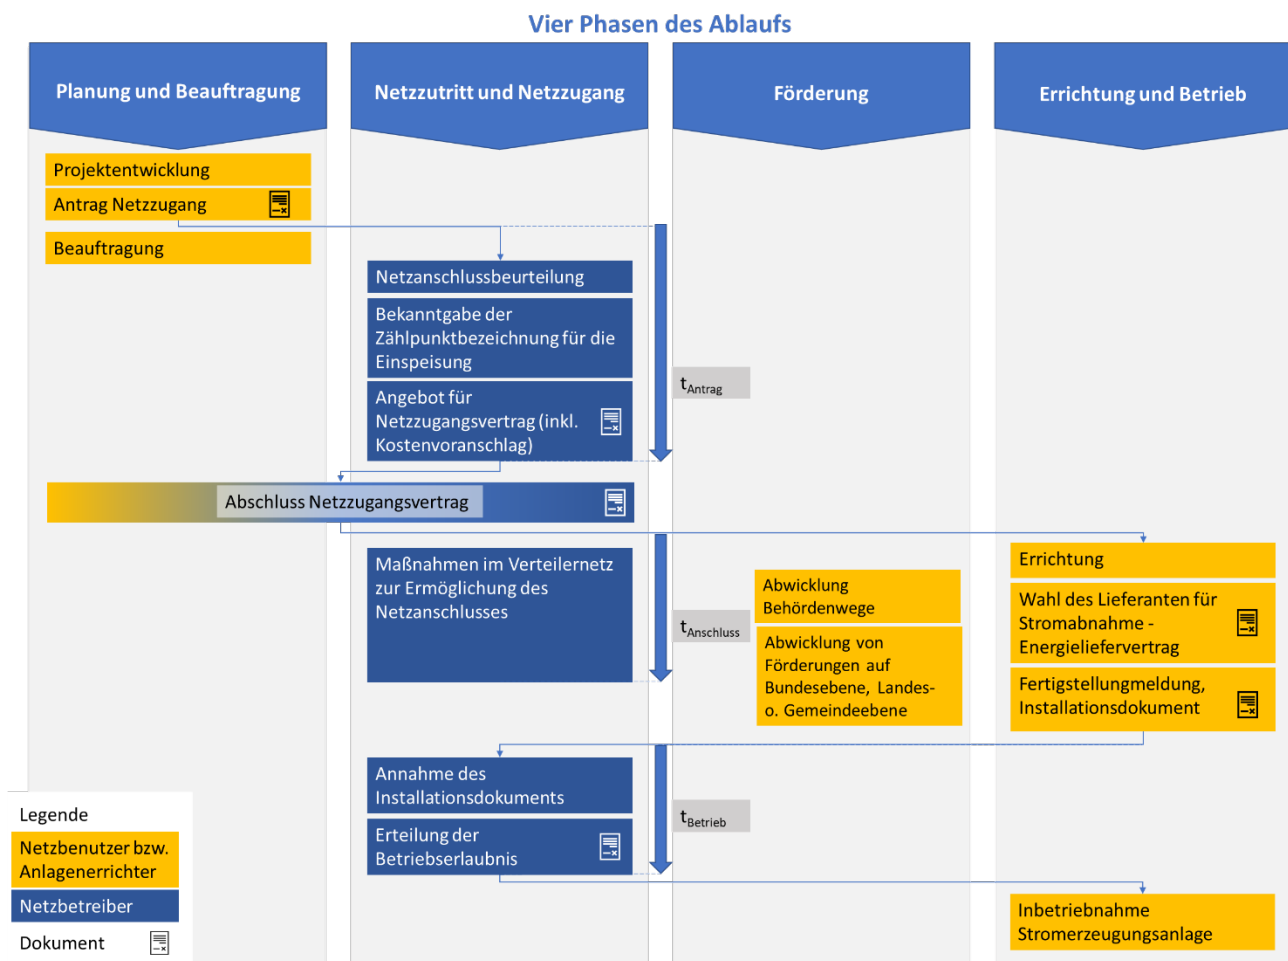 Vier Phasen des Ablaufs
Planung und Beauftragung
Netzzutritt und Netzzugang
Förderung
Errichtung und Betrieb
Projektentwicklung
Antrag Netzzugang
Beauftragung
Netzanschlussbeurteilung
Bekanntgabe der
Zählpunktbezeichnung für die
Einspeisung
Angebot für
Netzzugangsvertrag (inkl.
Kostenvoranschlag)
tAntrag
Abschluss Netzzugangsvertrag
Maßnahmen im Verteilernetz
zur Ermöglichung des
Netzanschlusses
tAnschluss
Abwicklung
Behördenwege
Abwicklung von
Förderungen auf
Bundesebene, Landes-
o. Gemeindeebene
Errichtung
Wahl des Lieferanten für
Stromabnahme -
Energieliefervertrag
Fertigstellungmeldung,
Installationsdokument
Annahme des
Installationsdokuments
Erteilung der
Betriebserlaubnis
tBetrieb
Inbetriebnahme
Stromerzeugungsanlage
Legende
Netzbenutzer bzw.
Anlagenerrichter
Netzbetreiber
Dokument